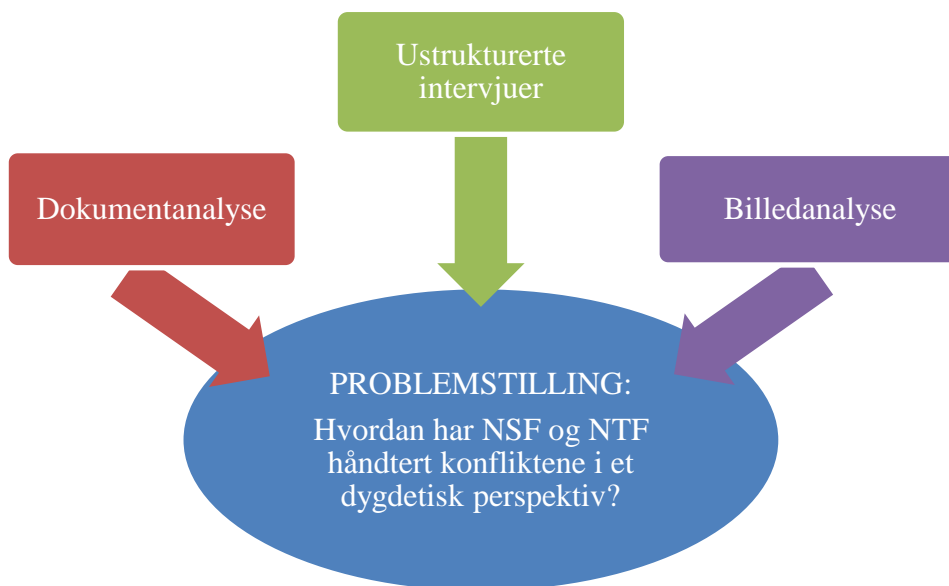 Ustrukturerte
intervjuer
Dokumentanalyse
Billedanalyse
PROBLEMSTILLING:
Hvordan har NSF og NTF
håndtert konfliktene i et
dygdetisk perspektiv?